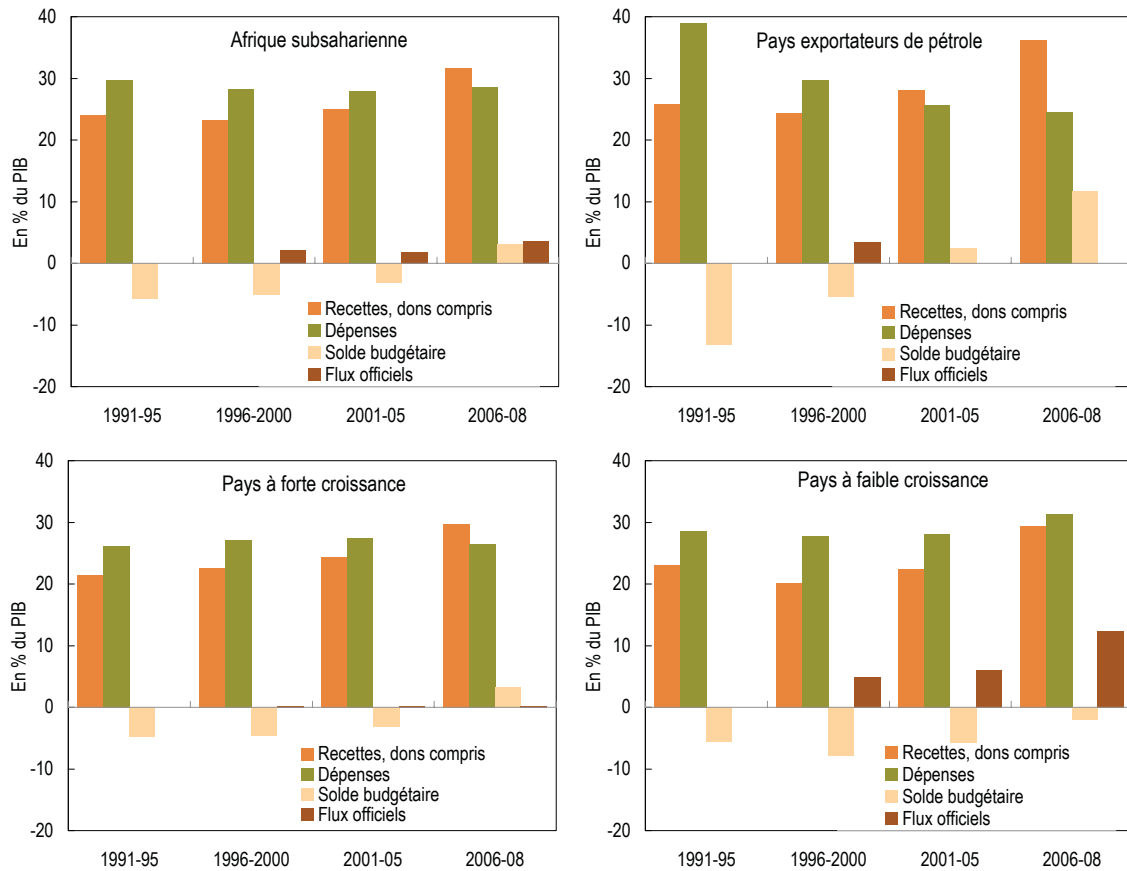 Afrique subsaharienne
En % du PIB
40
30
20
10
0
-10
-20
Recettes, dons compris
Dépenses
Solde budgétaire
Flux officiels
1991-95 1996-2000 2001-05 2006-08
Pays exportateurs de pétrole
En % du PIB
40
30
20
10
0
-10
-20
Recettes, dons compris
Dépenses
Solde budgétaire
Flux officiels
1991-95 1996-2000 2001-05 2006-08
Pays à forte croissance
En % du PIB
40
30
20
10
0
-10
-20
Recettes, dons compris
Dépenses
Solde budgétaire
Flux officiels
1991-95 1996-2000 2001-05 2006-08
Pays à faible croissance
En % du PIB
40
30
20
10
0
-10
-20
Recettes, dons compris
Dépenses
Solde budgétaire
Flux officiels
1991-95 1996-2000 2001-05 2006-08